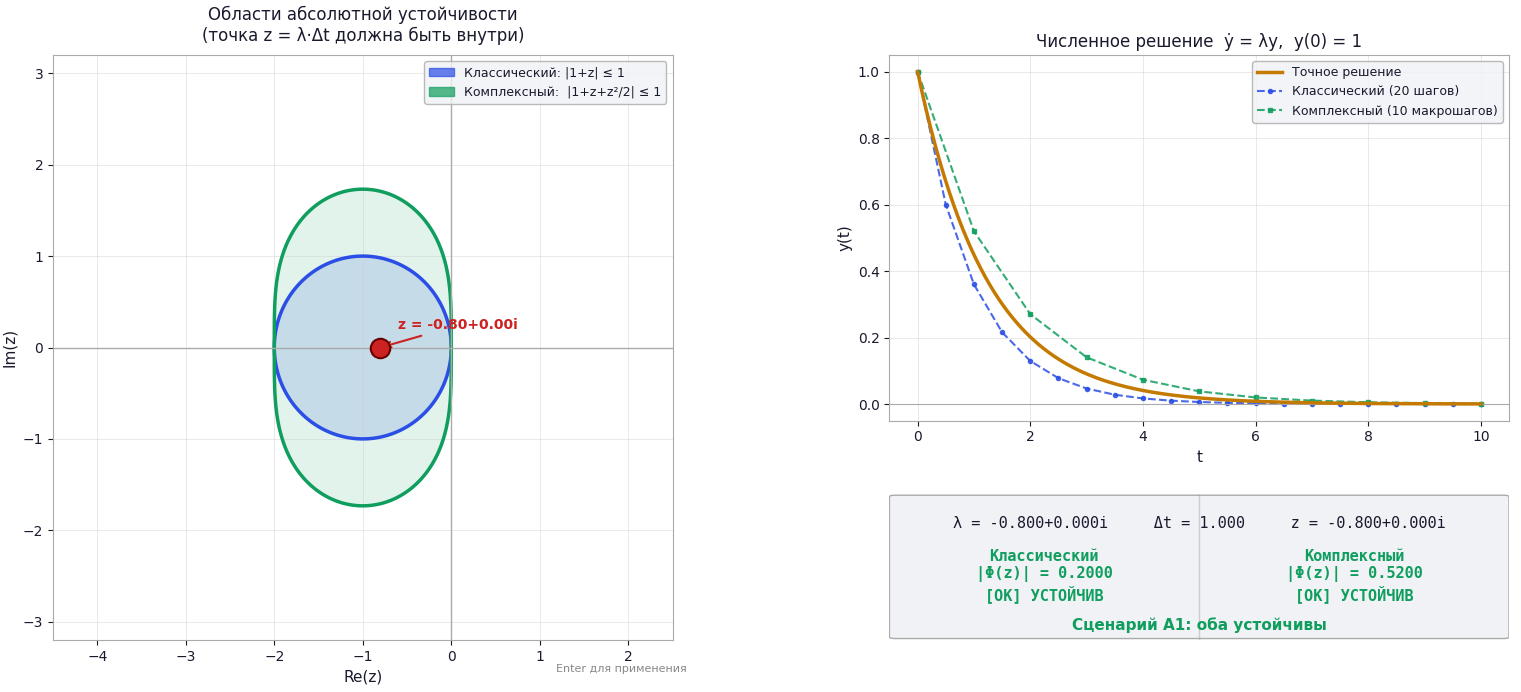 Области абсолютной устойчивости
(точка z = λ·Δt должна быть внутри)
Классический: |1+z| ≤ 1
Комплексный: |1+z+z²/2| ≤ 1
z = -0.80+0.00i
3
2
1
0
−1
−2
−3
Im(z)
−4 −3 −2 −1 0 1 2
Re(z)
Enter для применения
Численное решение ẏ = λy, y(0) = 1
Точное решение
Классический (20 шагов)
Комплексный (10 макрошагов)
1.0
0.8
0.6
0.4
0.2
0.0
y(t)
0 2 4 6 8 10
t
λ = -0.800+0.000i Δt = 1.000 z = -0.800+0.000i
Классический
|Φ(z)| = 0.2000
[OK] УСТОЙЧИВ
Комплексный
|Φ(z)| = 0.5200
[OK] УСТОЙЧИВ
Сценарий A1: оба устойчивы